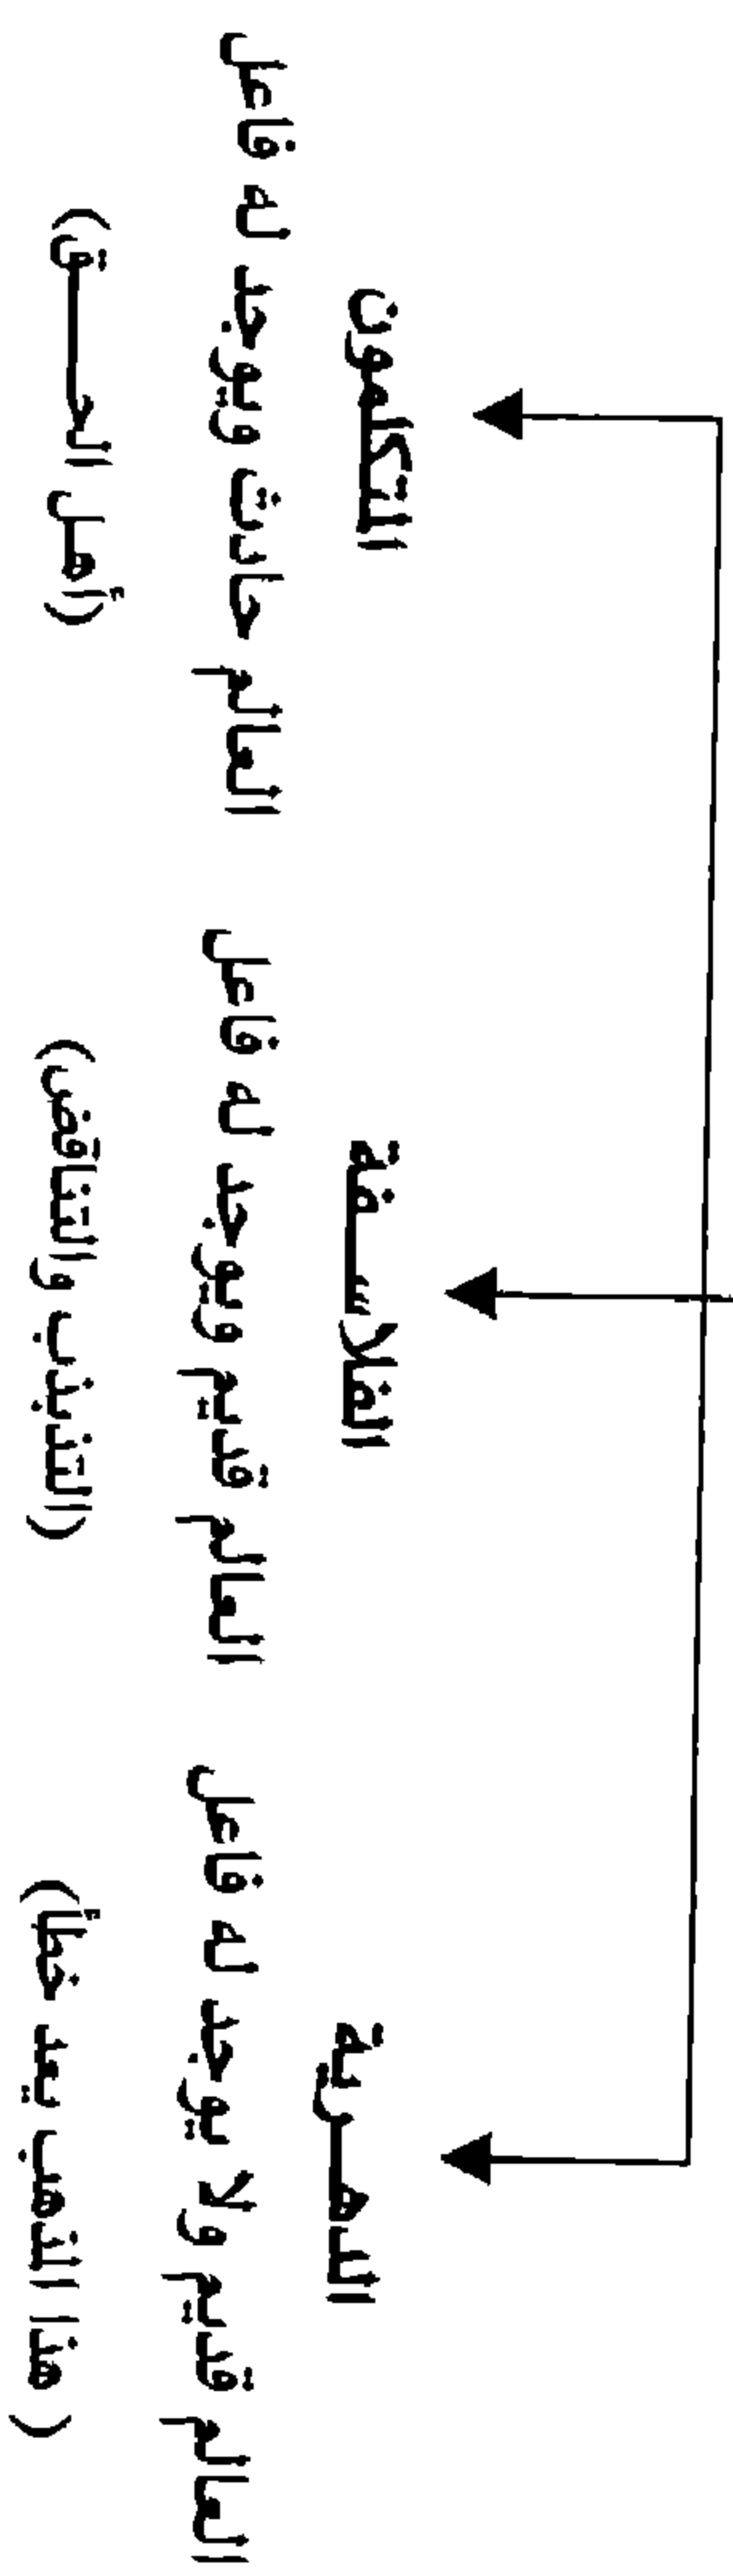 الدهرية
العالم قديم ولا يوجد له فاعل
(هذا المذهب يعد خطأ)
الفلاسفة
العالم قديم ويوجد له فاعل
(التذبذب والتناقض)
المتكلمون
العالم حادث ويوجد له فاعل
(أهل الحق)